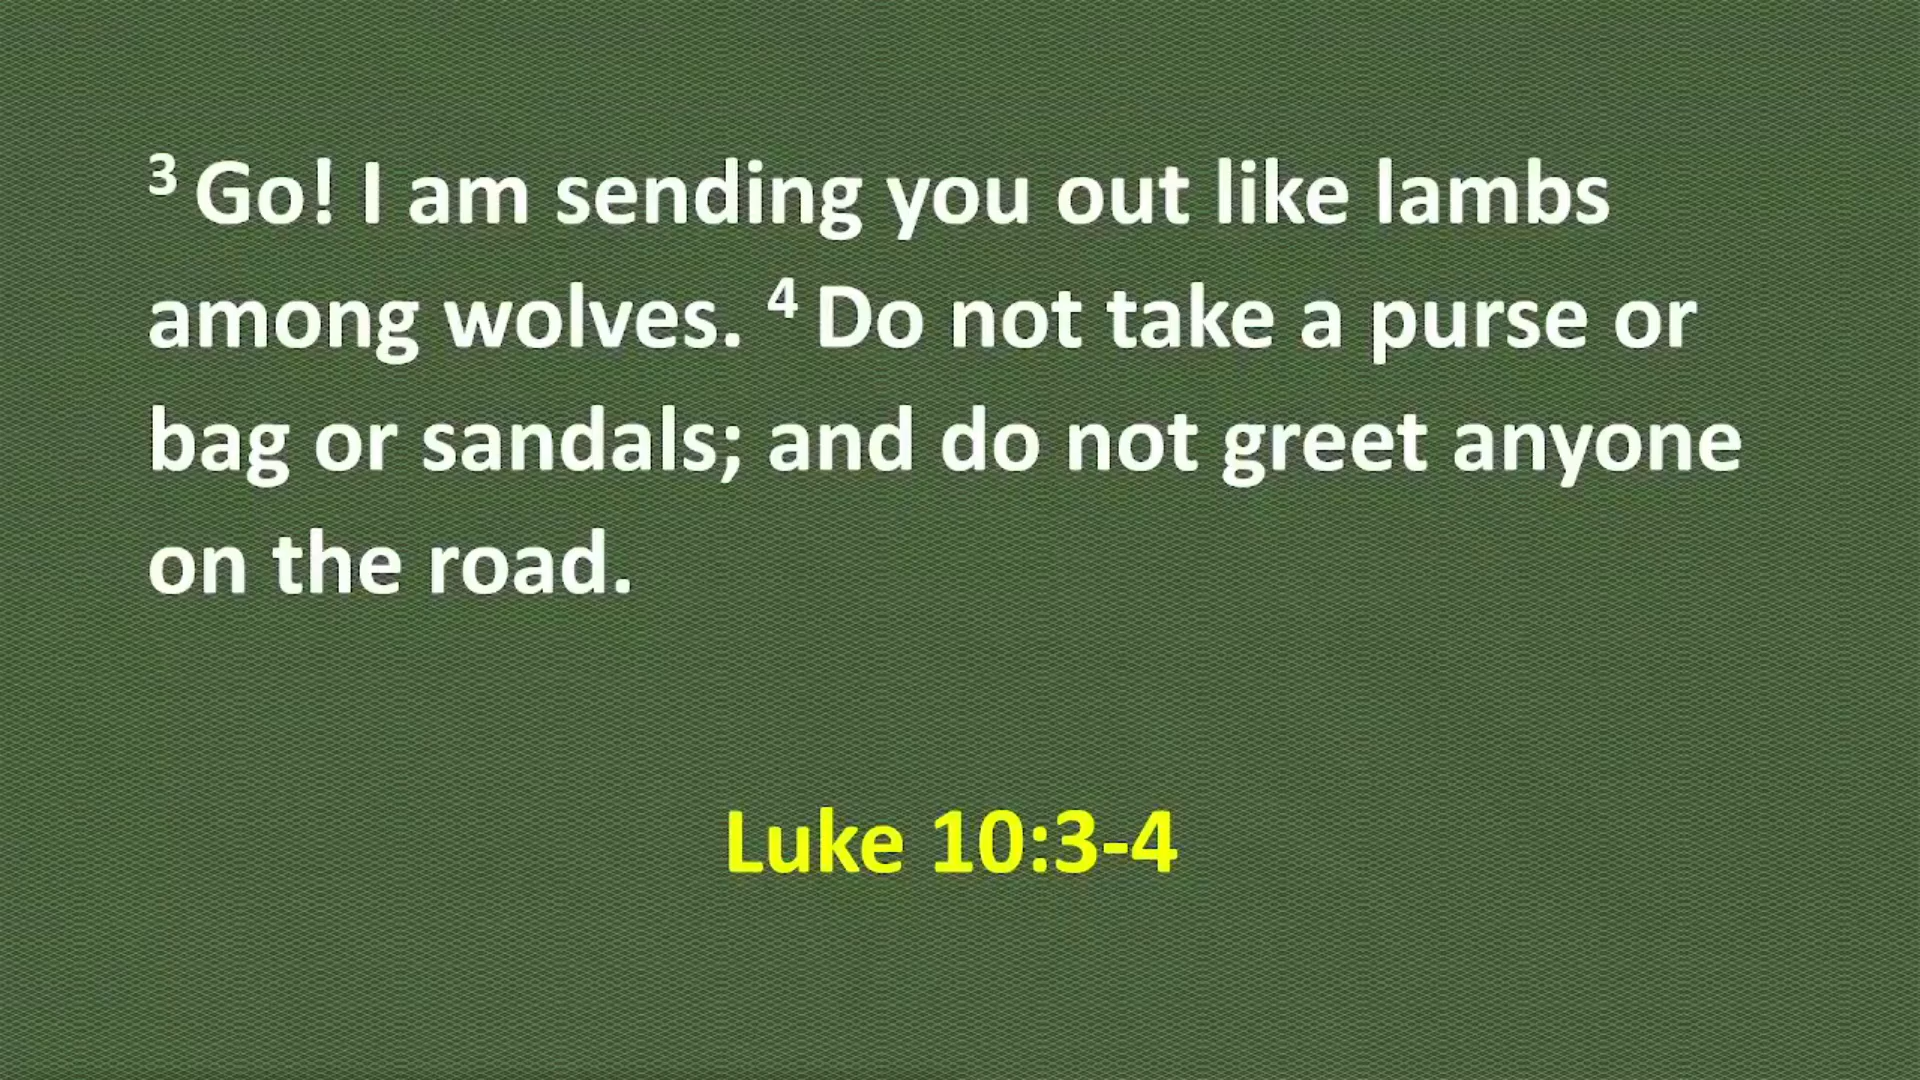 ³ Go! I am sending you out like lambs
among wolves. ⁴ Do not take a purse or
bag or sandals; and do not greet anyone
on the road.
Luke 10:3-4